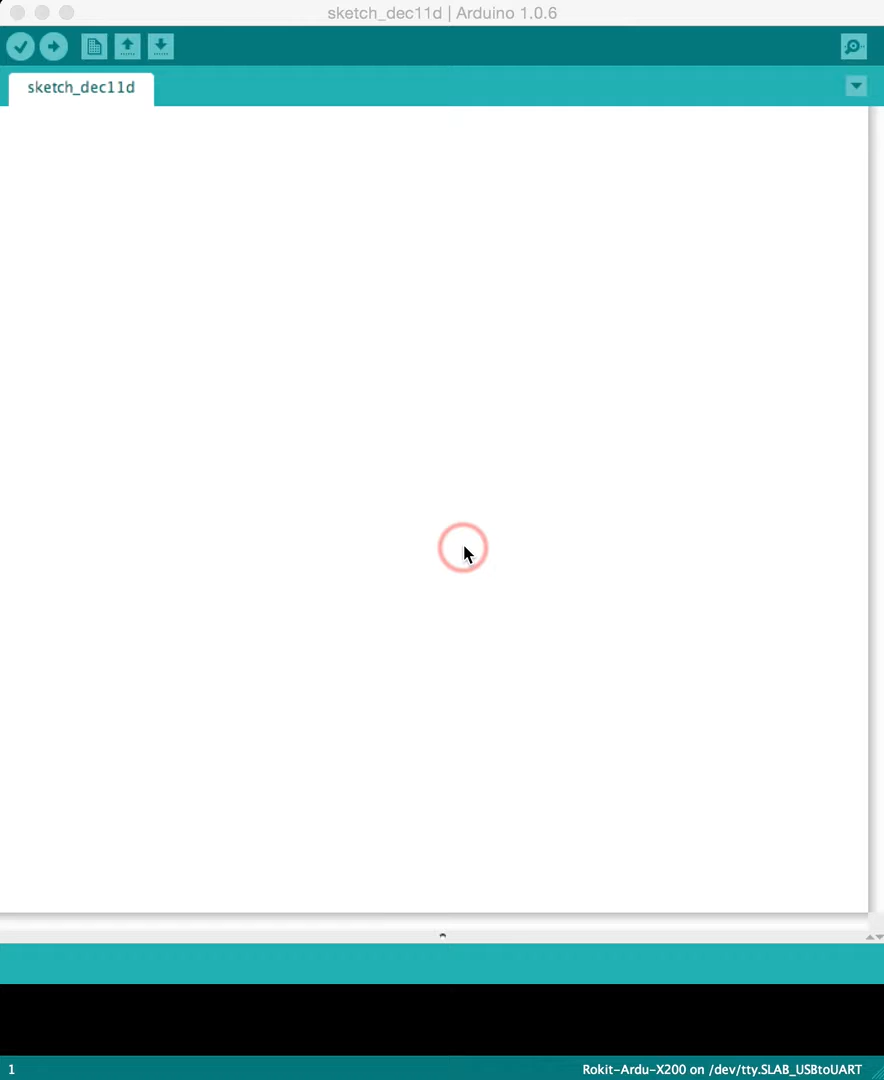 sketch_dec11d | Arduino 1.0.6
sketch_dec11d
1
Rokit-Ardu-X200 on /dev/tty.SLAB_USBtoUART